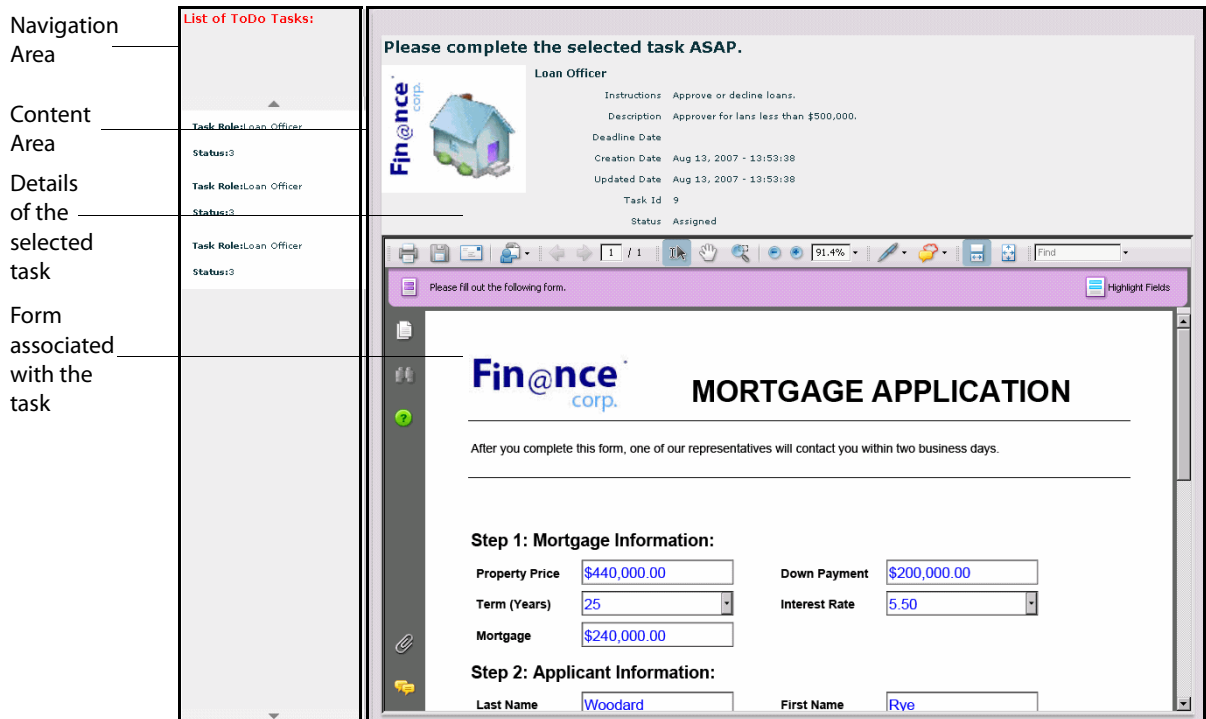 Navigation
Area
Content
Area
Details
of the
selected
task
Form
associated
with the
task
List of ToDo Tasks:
Task Role:Loan Officer
Status:3
Task Role:Loan Officer
Status:3
Task Role:Loan Officer
Status:3
Please complete the selected task ASAP.
Fin@nce
corp.
Loan Officer
Instructions Approve or decline loans.
Description Approver for lans less than $500,000.
Deadline Date
Creation Date Aug 13, 2007 - 13:53:38
Updated Date Aug 13, 2007 - 13:53:38
Task Id 9
Status Assigned
1 / 1 91.4% Find
Please fill out the following form. Highlight Fields
Fin@nce
corp.
MORTGAGE APPLICATION
After you complete this form, one of our representatives will contact you within two business days.
Step 1: Mortgage Information:
Property Price $440,000.00 Down Payment $200,000.00
Term (Years) 25 Interest Rate 5.50
Mortgage $240,000.00
Step 2: Applicant Information:
Last Name Woodard First Name Rye